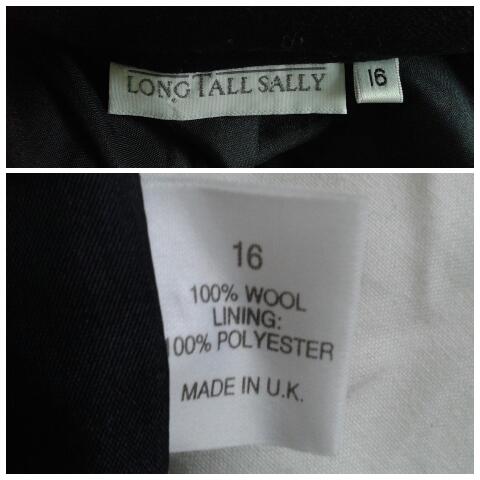 LONG TALL SALLY
16
16
100% WOOL
LINING:
100% POLYESTER
MADE IN U.K.